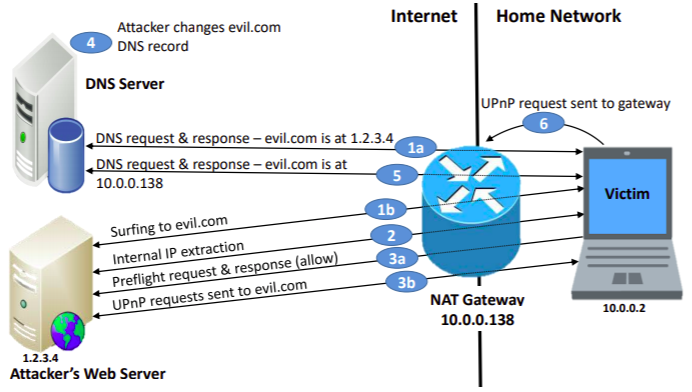 Internet
Home Network
4
Attacker changes evil.com
DNS record
DNS Server
UPnP request sent to gateway
6
DNS request & response – evil.com is at 1.2.3.4
1a
DNS request & response – evil.com is at
10.0.0.138
5
Victim
Surfing to evil.com
1b
Internal IP extraction
2
Preflight request & response (allow)
3a
UPnP requests sent to evil.com
3b
NAT Gateway
10.0.0.138
10.0.0.2
1.2.3.4
Attacker's Web Server